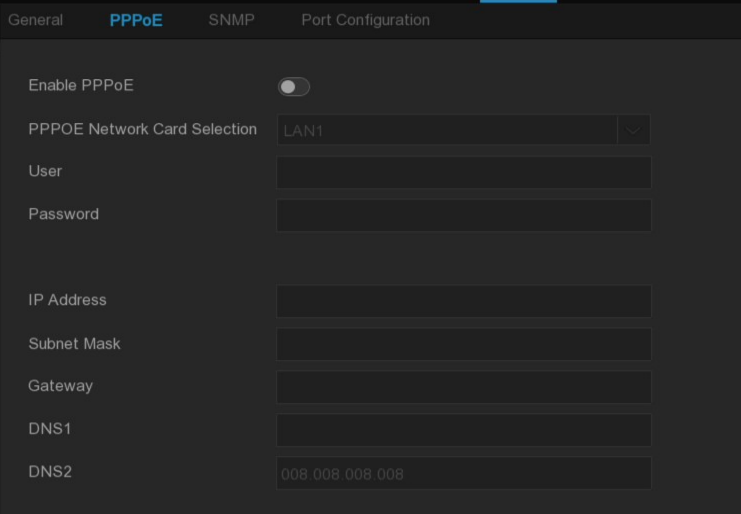 General PPPoE SNMP Port Configuration
Enable PPPoE
PPPOE Network Card Selection LAN1
User
Password
IP Address
Subnet Mask
Gateway
DNS1
DNS2 008.008.008.008